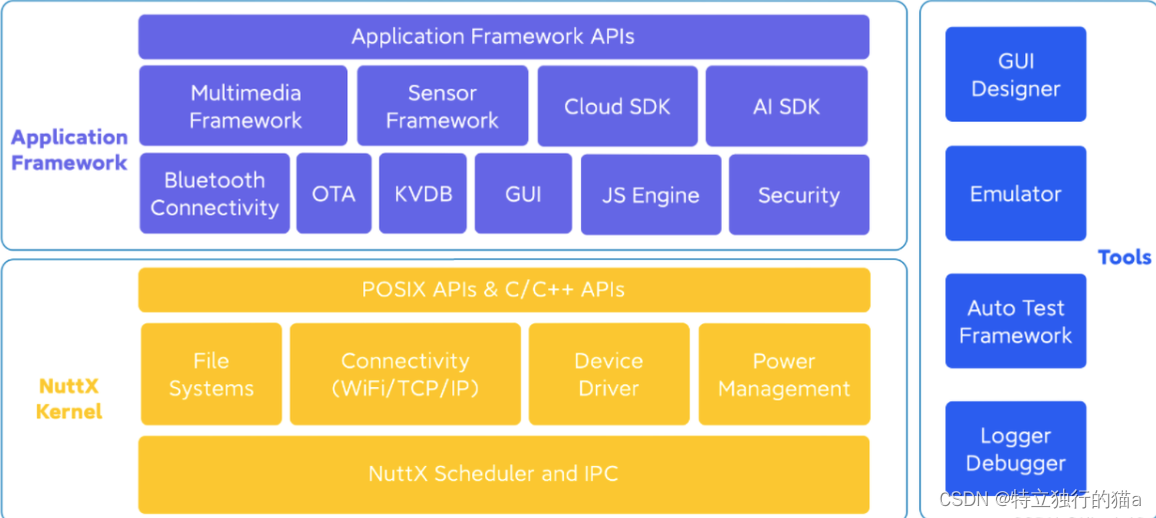 Application Framework APIs
Multimedia
Framework
Sensor
Framework
Cloud SDK
AI SDK
Application
Framework
Bluetooth
Connectivity
OTA
KVDB
GUI
JS Engine
Security
POSIX APIs & C/C++ APIs
File
Systems
Connectivity
(WiFi/TCP/IP)
Device
Driver
Power
Management
NuttX
Kernel
NuttX Scheduler and IPC
GUI
Designer
Emulator
Tools
Auto Test
Framework
Logger
Debugger
CSDN @特立独行的猫a